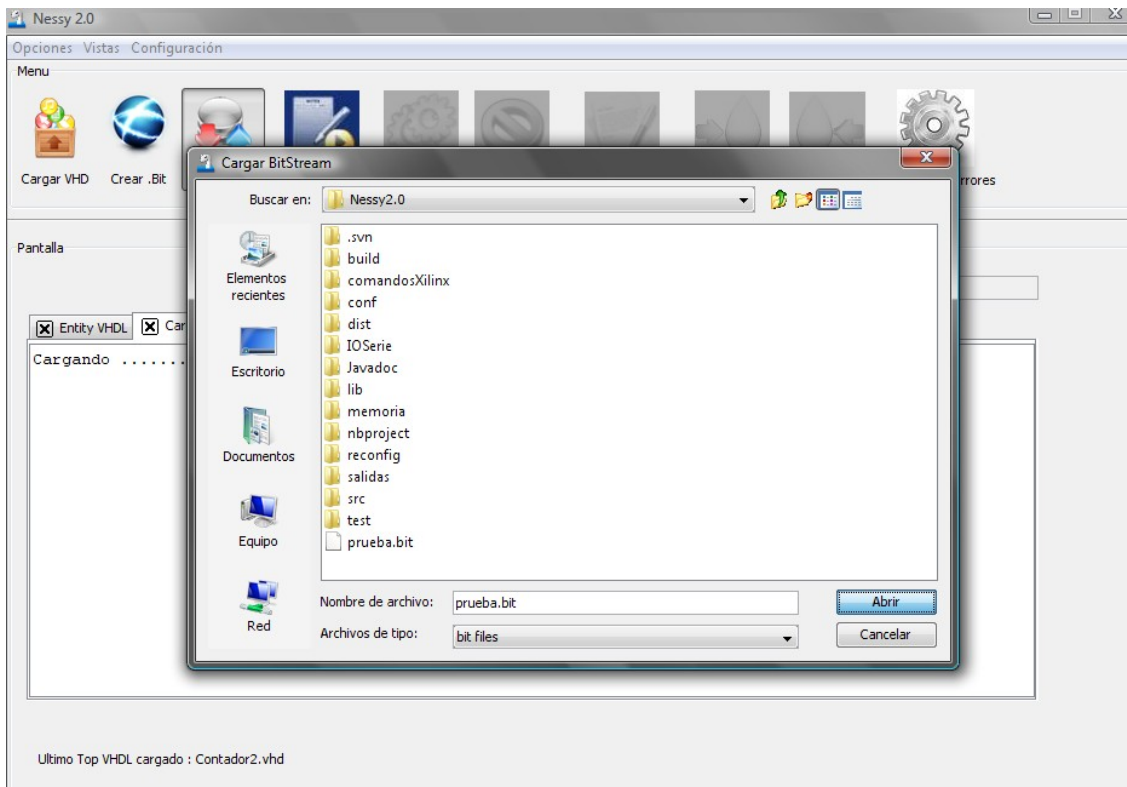 Nessy 2.0
Opciones Vistas Configuración
Menu
Cargar VHD Crear .Bit rrores
Cargar BitStream
Buscar en: Nessy2.0
Pantalla
Elementos
recientes
Escritorio
Documentos
Equipo
Red
.svn
build
comandosXilinx
conf
dist
IOSerie
Javadoc
lib
memoria
nbproject
reconfig
salidas
src
test
prueba.bit
Nombre de archivo: prueba.bit Abrir
Archivos de tipo: bit files Cancelar
Entity VHDL Car
Cargando .......
Ultimo Top VHDL cargado : Contador2.vhd